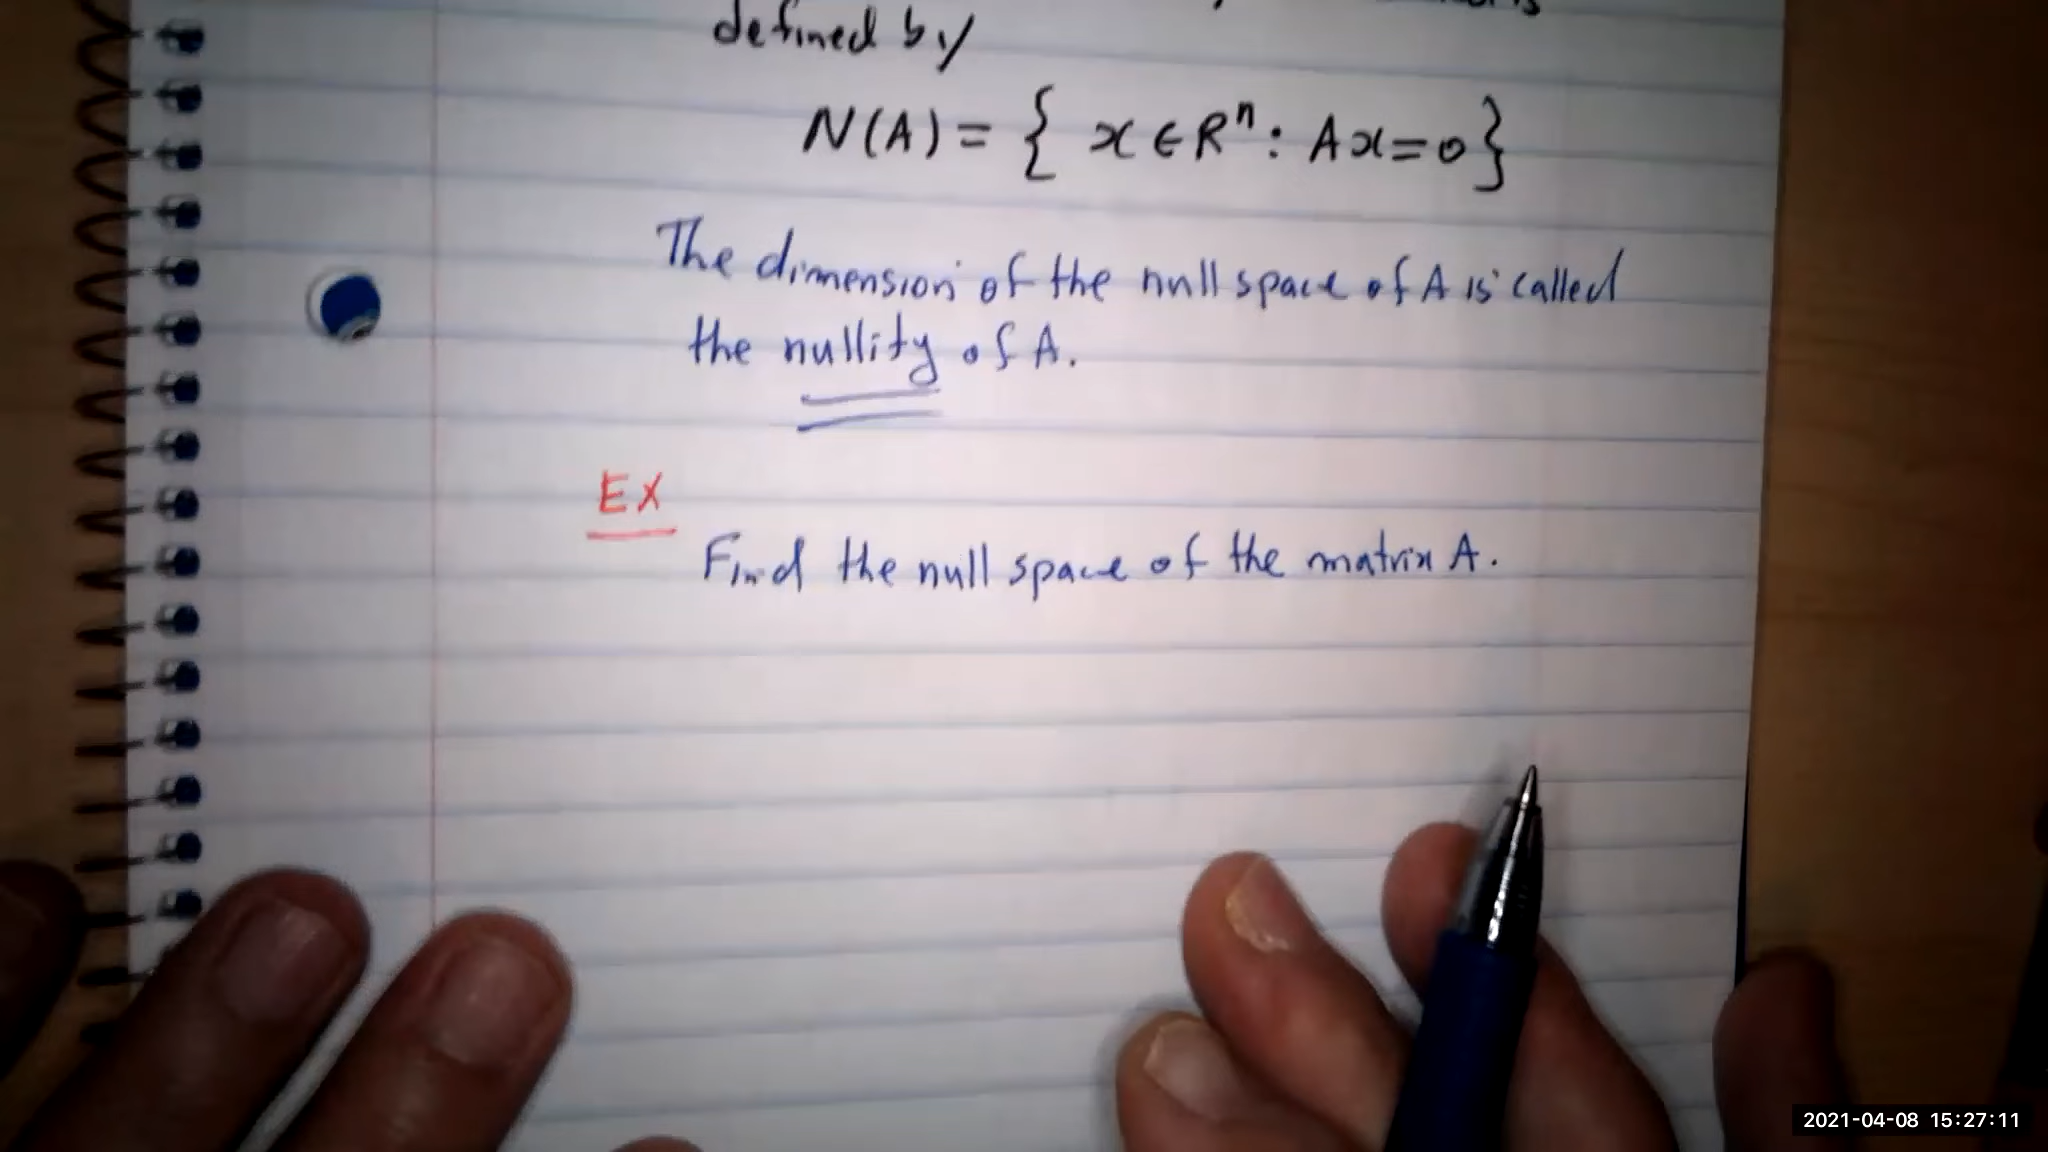 defined by
N(A) = { x ∈ Rⁿ : Ax = 0 }
The dimension of the null space of A is called
the nullity of A.
EX
Find the null space of the matrix A.
2021-04-08 15:27:11